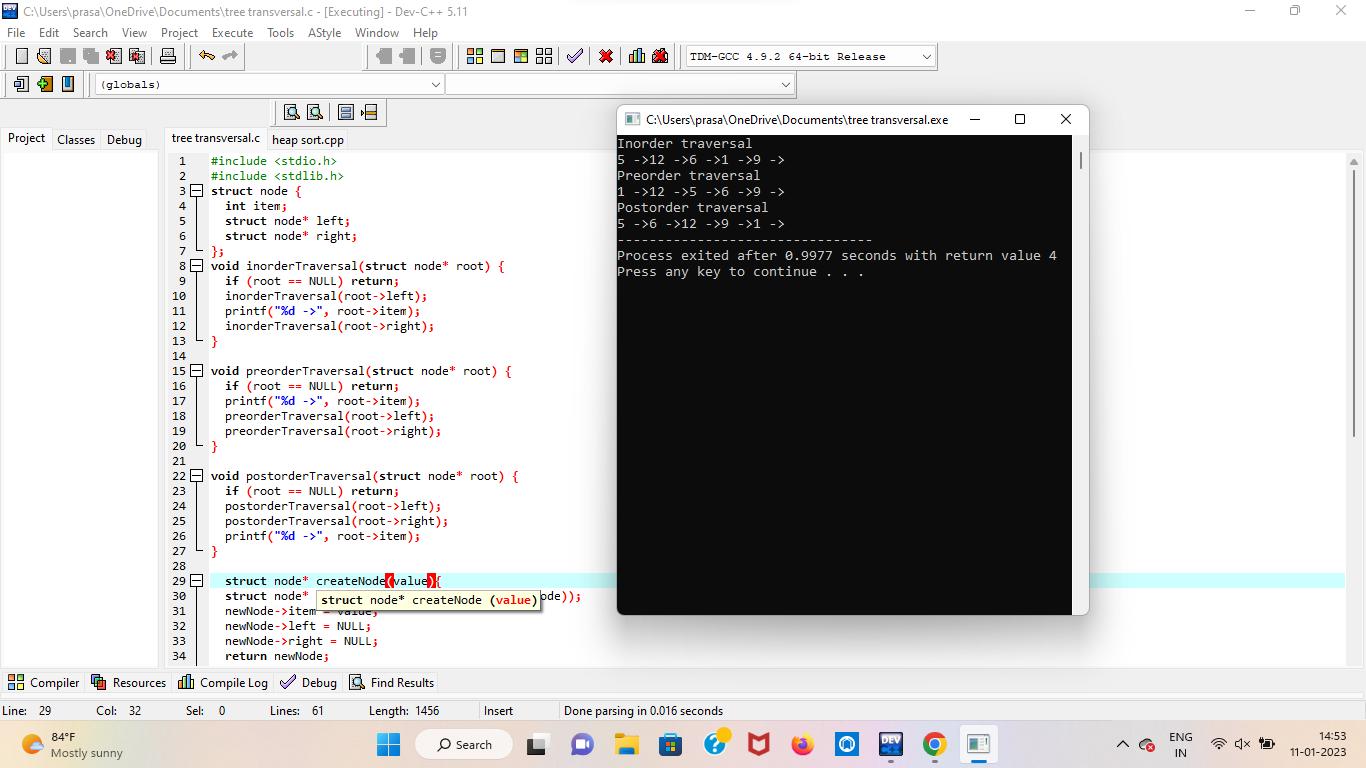 C:\Users\prasa\OneDrive\Documents\tree transversal.c - [Executing] - Dev-C++ 5.11
File Edit Search View Project Execute Tools AStyle Window Help
TDM-GCC 4.9.2 64-bit Release
(globals)
Project Classes Debug
tree transversal.c heap sort.cpp
1 #include <stdio.h>
2 #include <stdlib.h>
3 struct node {
4 int item;
5 struct node* left;
6 struct node* right;
7 };
8 void inorderTraversal(struct node* root) {
9 if (root == NULL) return;
10 inorderTraversal(root->left);
11 printf("%d ->", root->item);
12 inorderTraversal(root->right);
13 }
14
15 void preorderTraversal(struct node* root) {
16 if (root == NULL) return;
17 printf("%d ->", root->item);
18 preorderTraversal(root->left);
19 preorderTraversal(root->right);
20 }
21
22 void postorderTraversal(struct node* root) {
23 if (root == NULL) return;
24 postorderTraversal(root->left);
25 postorderTraversal(root->right);
26 printf("%d ->", root->item);
27 }
28
29 struct node* createNode(value){
30 struct node* ode));
struct node* createNode (value)
31 newNode->item = value;
32 newNode->left = NULL;
33 newNode->right = NULL;
34 return newNode;
C:\Users\prasa\OneDrive\Documents\tree transversal.exe
Inorder traversal
5 ->12 ->6 ->1 ->9 ->
Preorder traversal
1 ->12 ->5 ->6 ->9 ->
Postorder traversal
5 ->6 ->12 ->9 ->1 ->
--------------------------------
Process exited after 0.9977 seconds with return value 4
Press any key to continue . . .
Compiler Resources Compile Log Debug Find Results
Line: 29 Col: 32 Sel: 0 Lines: 61 Length: 1456 Insert Done parsing in 0.016 seconds
84°F
Mostly sunny
Search
DEV
ENG
IN
14:53
11-01-2023